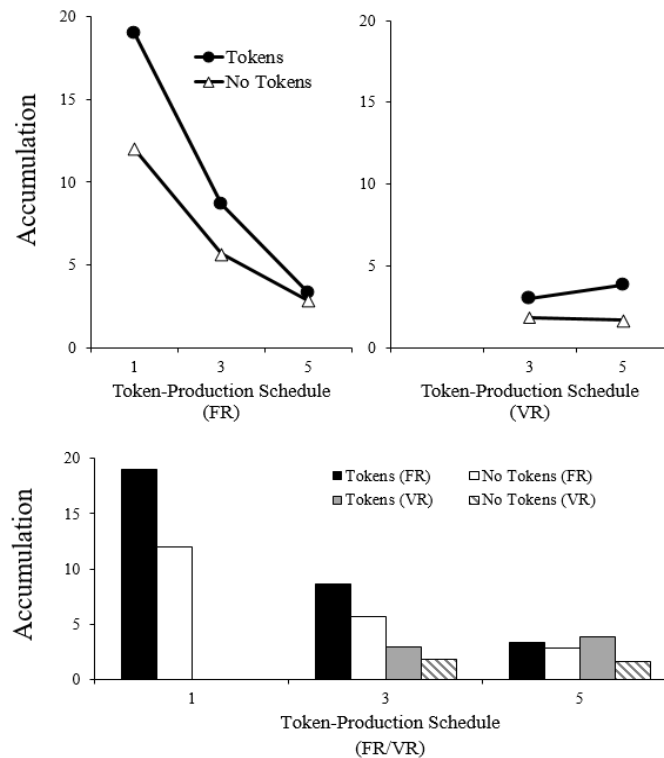 20
15
10
5
0
Accumulation
Tokens
No Tokens
1 3 5
Token-Production Schedule
(FR)
20
15
10
5
0
3 5
Token-Production Schedule
(VR)
20
15
10
5
0
Accumulation
Tokens (FR) No Tokens (FR)
Tokens (VR) No Tokens (VR)
1 3 5
Token-Production Schedule
(FR/VR)